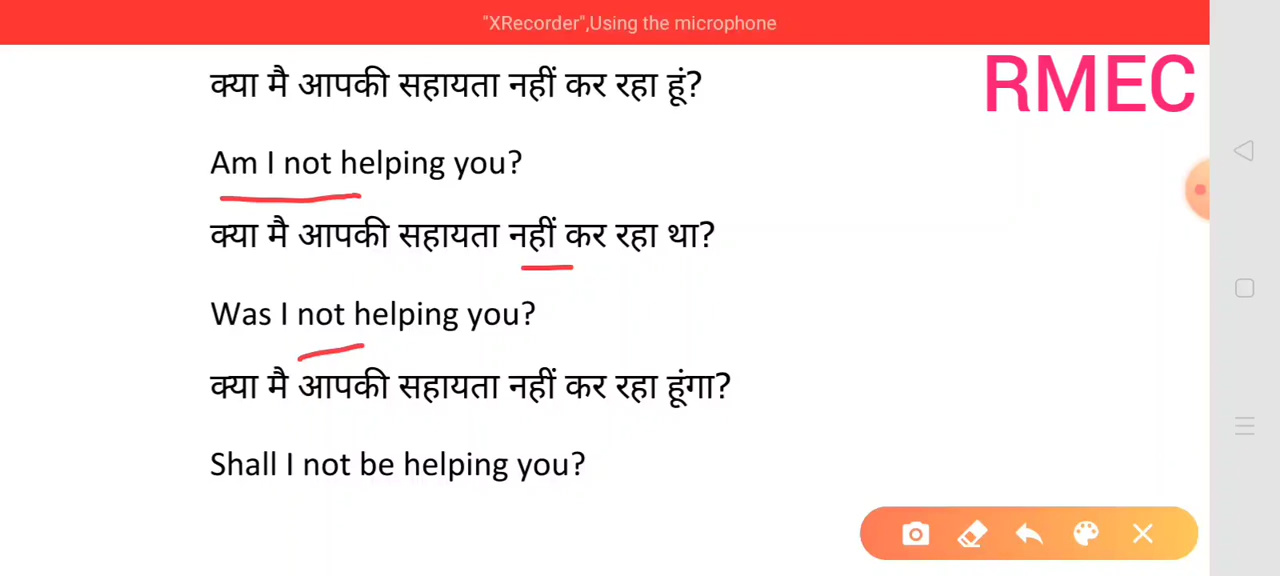 "XRecorder",Using the microphone
RMEC
क्या मै आपकी सहायता नहीं कर रहा हूं?
Am I not helping you?
क्या मै आपकी सहायता नहीं कर रहा था?
Was I not helping you?
क्या मै आपकी सहायता नहीं कर रहा हूंगा?
Shall I not be helping you?